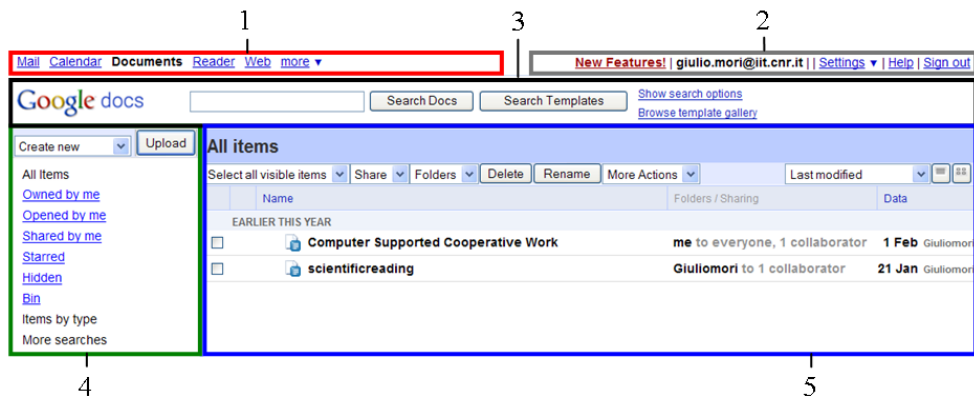 1 3 2
Mail Calendar Documents Reader Web more ▼ New Features! | giulio.mori@iit.cnr.it | | Settings ▼ | Help | Sign out
Google docs Search Docs Search Templates Show search options
Browse template gallery
Create new Upload All items
All Items Select all visible items Share Folders Delete Rename More Actions Last modified
Owned by me Name Folders / Sharing Data
Opened by me EARLIER THIS YEAR
Shared by me Computer Supported Cooperative Work me to everyone, 1 collaborator 1 Feb Giuliomori
Starred scientificreading Giuliomori to 1 collaborator 21 Jan Giuliomori
Hidden
Bin
Items by type
More searches
4 5